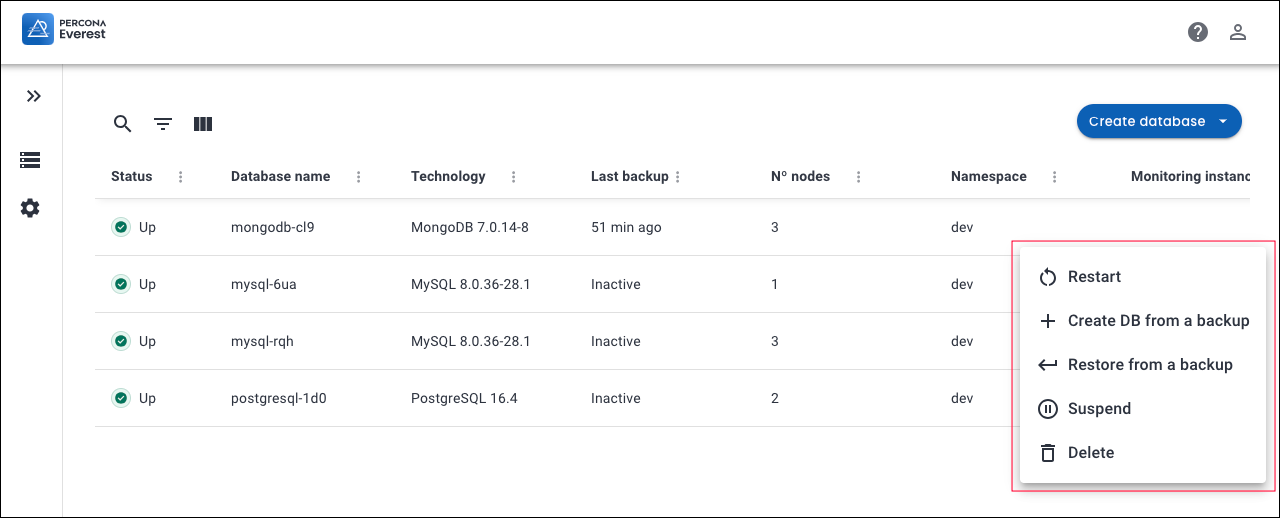 PERCONA
Everest
Create database
Status Database name Technology Last backup Nº nodes Namespace Monitoring instanc
Up mongodb-cl9 MongoDB 7.0.14-8 51 min ago 3 dev
Up mysql-6ua MySQL 8.0.36-28.1 Inactive 1 dev
Up mysql-rqh MySQL 8.0.36-28.1 Inactive 3 dev
Up postgresql-1d0 PostgreSQL 16.4 Inactive 2 dev
Restart
Create DB from a backup
Restore from a backup
Suspend
Delete